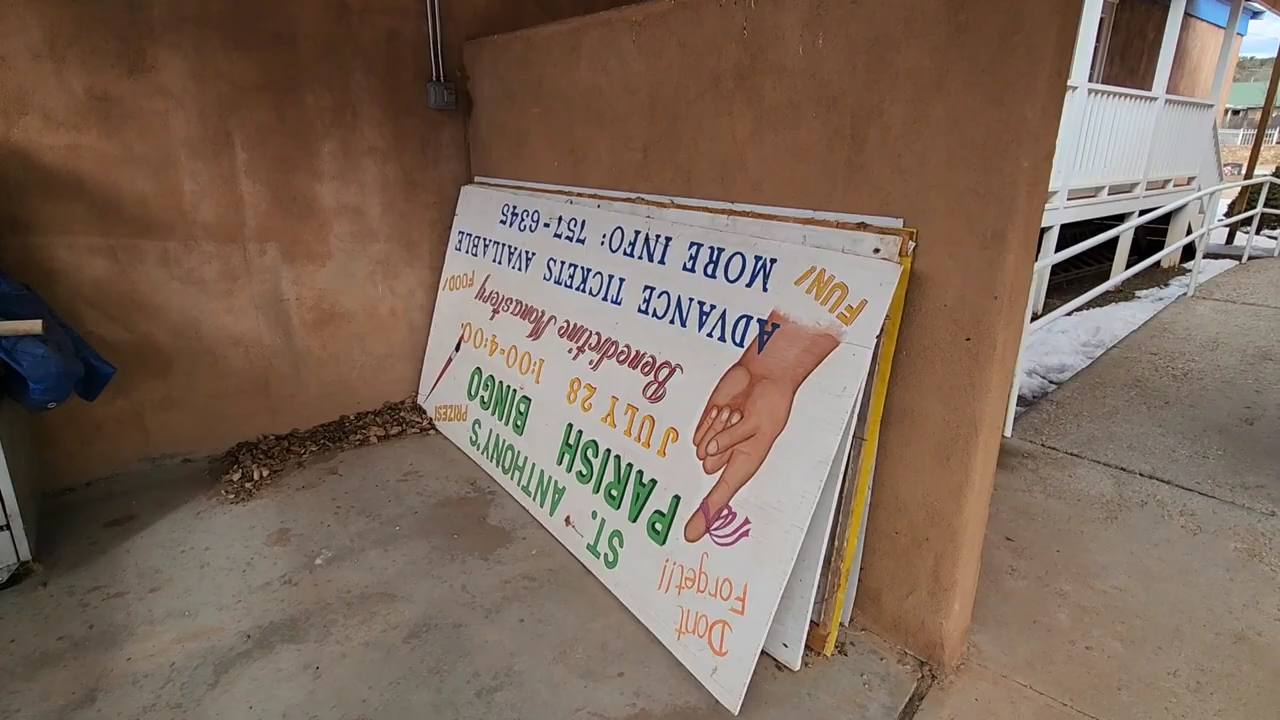 Dont
Forget!!
ST. ANTHONY'S
PARISH BINGO
PRIZES!
JULY 28 1:00-4:00.
Benedictine Monastery
FOOD!
ADVANCE TICKETS AVAILABLE
MORE INFO: 757-6345
FUN!